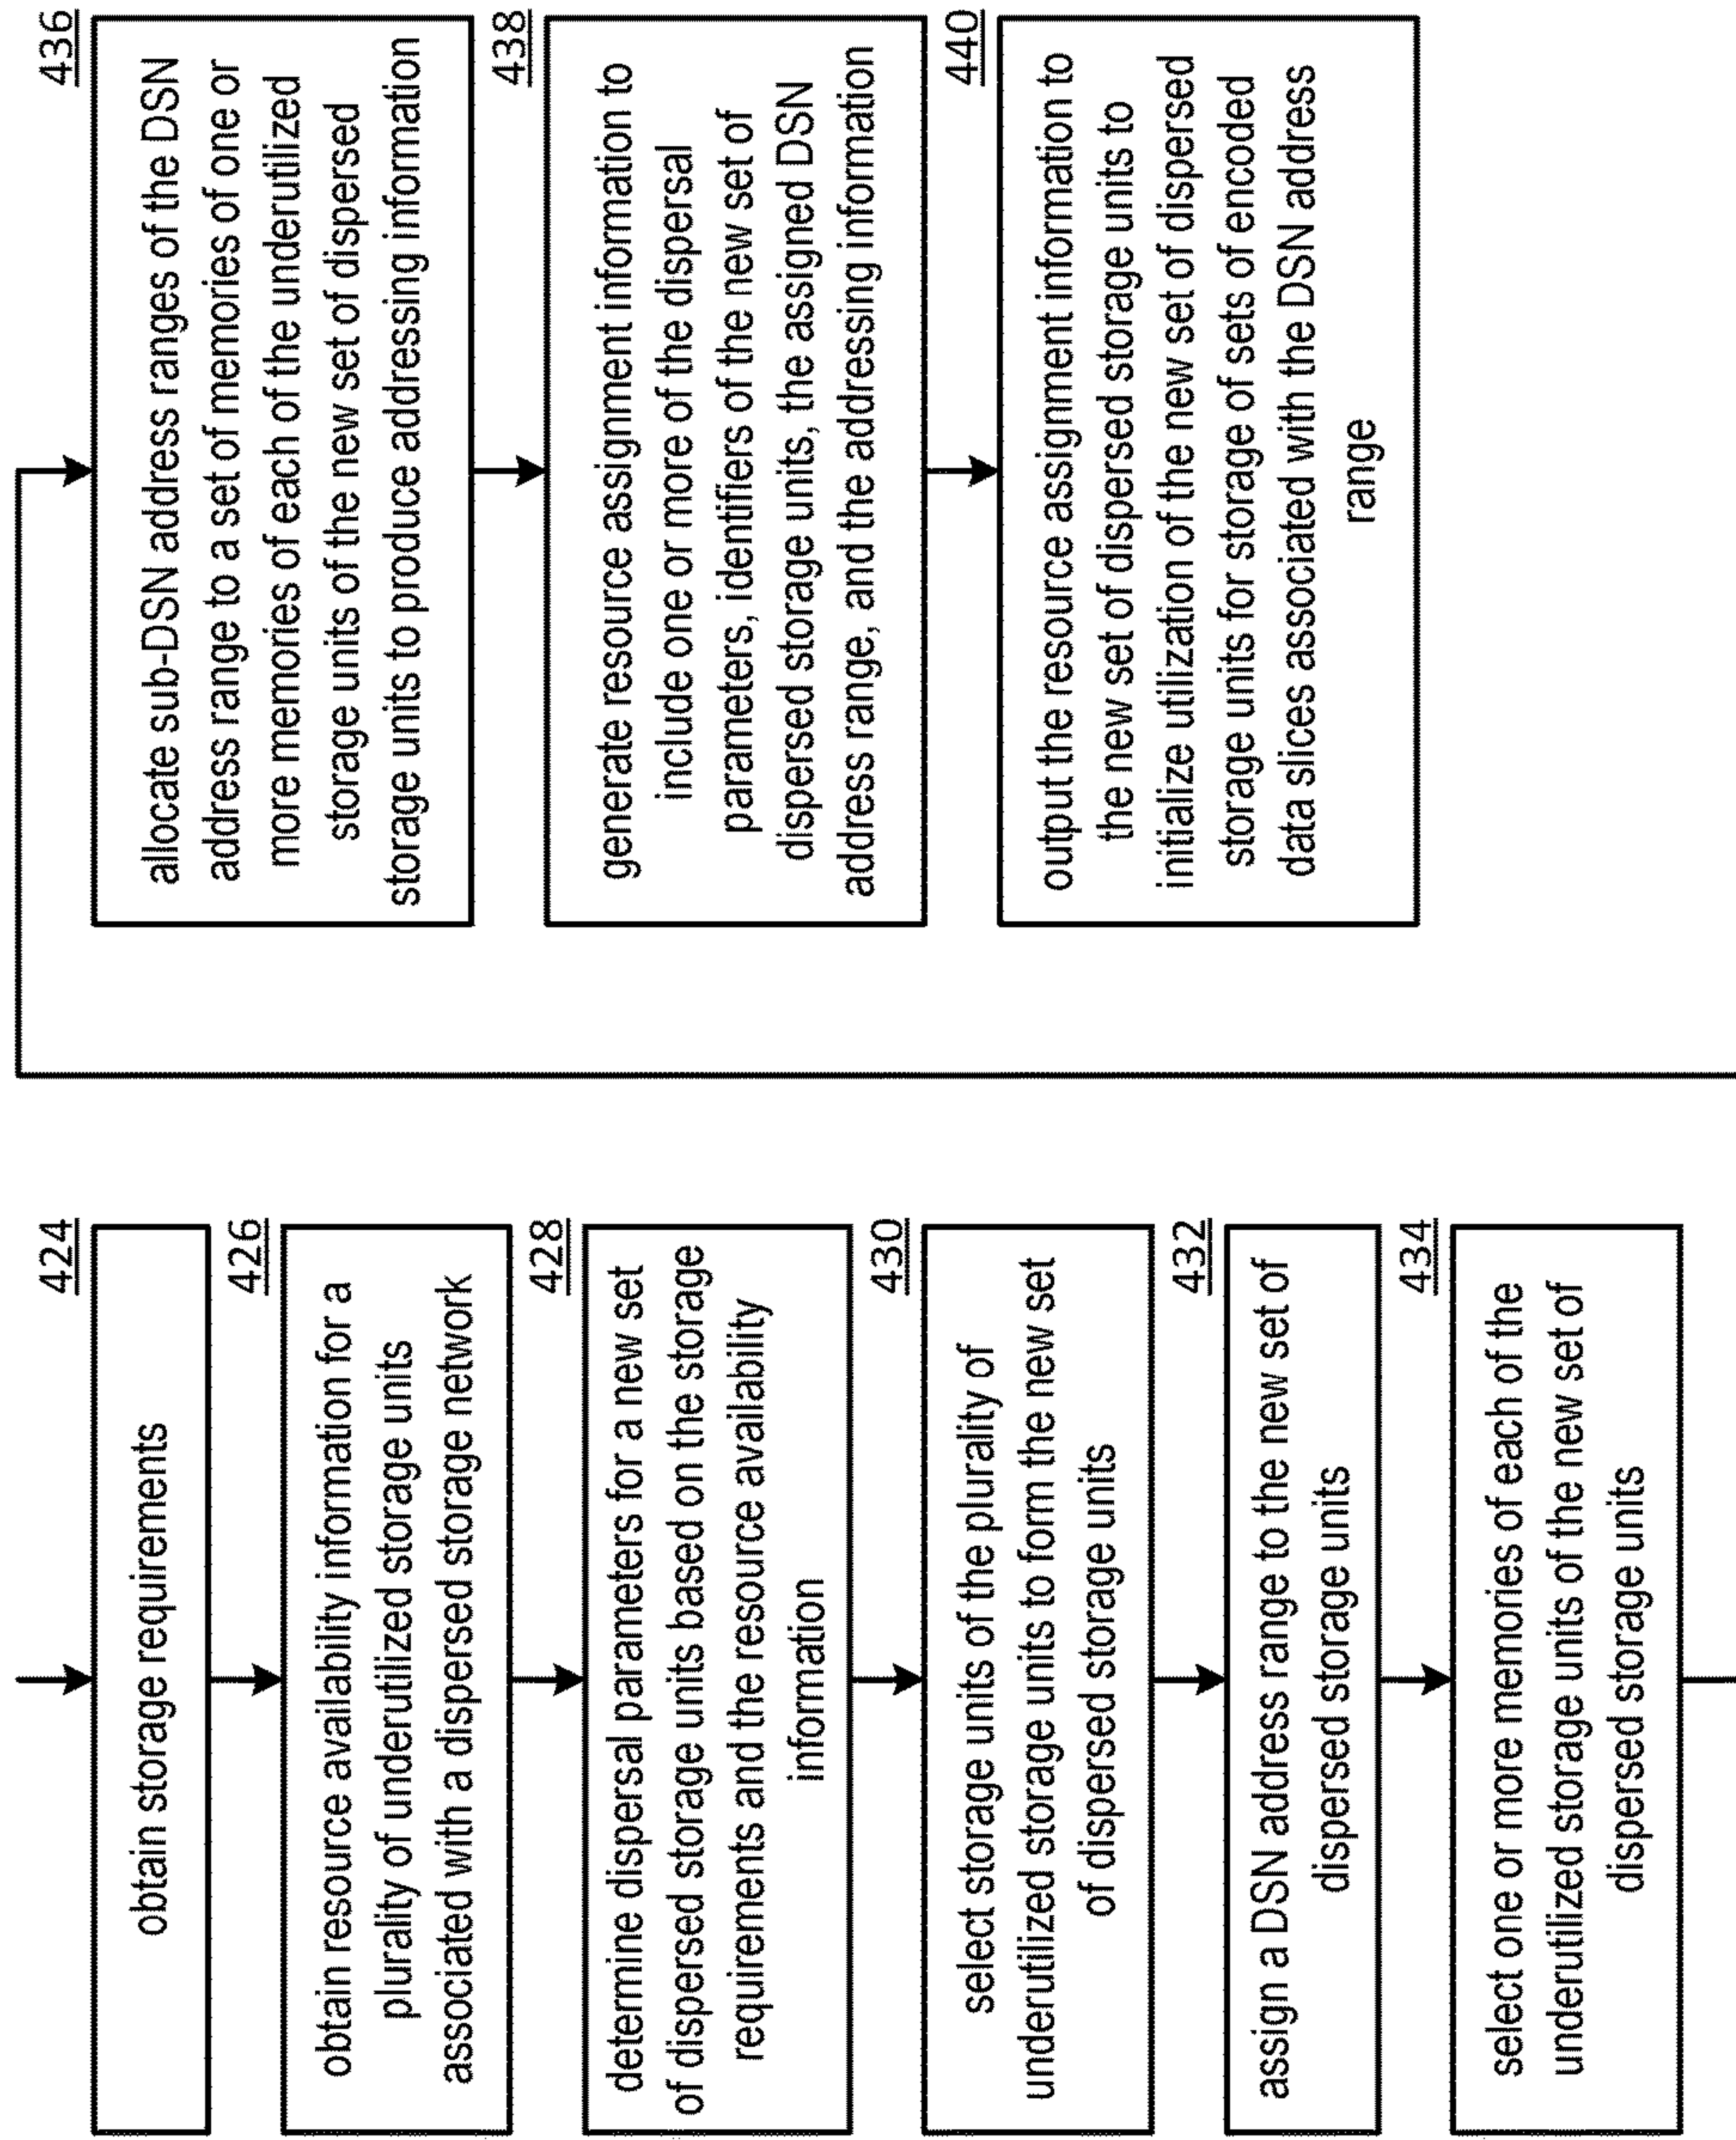 424
obtain storage requirements
426
obtain resource availability information for a
plurality of underutilized storage units
associated with a dispersed storage network
428
determine dispersal parameters for a new set
of dispersed storage units based on the storage
requirements and the resource availability
information
430
select storage units of the plurality of
underutilized storage units to form the new set
of dispersed storage units
432
assign a DSN address range to the new set of
dispersed storage units
434
select one or more memories of each of the
underutilized storage units of the new set of
dispersed storage units
436
allocate sub-DSN address ranges of the DSN
address range to a set of memories of one or
more memories of each of the underutilized
storage units of the new set of dispersed
storage units to produce addressing information
438
generate resource assignment information to
include one or more of the dispersal
parameters, identifiers of the new set of
dispersed storage units, the assigned DSN
address range, and the addressing information
440
output the resource assignment information to
the new set of dispersed storage units to
initialize utilization of the new set of dispersed
storage units for storage of sets of encoded
data slices associated with the DSN address
range